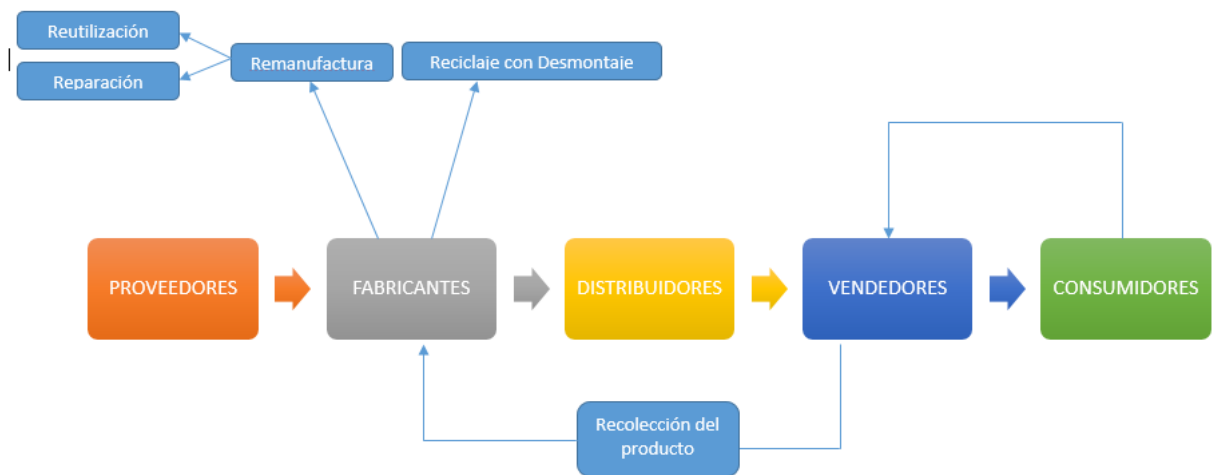 Reutilización
Reparación
Remanufactura
Reciclaje con Desmontaje
PROVEEDORES
FABRICANTES
DISTRIBUIDORES
VENDEDORES
CONSUMIDORES
Recolección del
producto